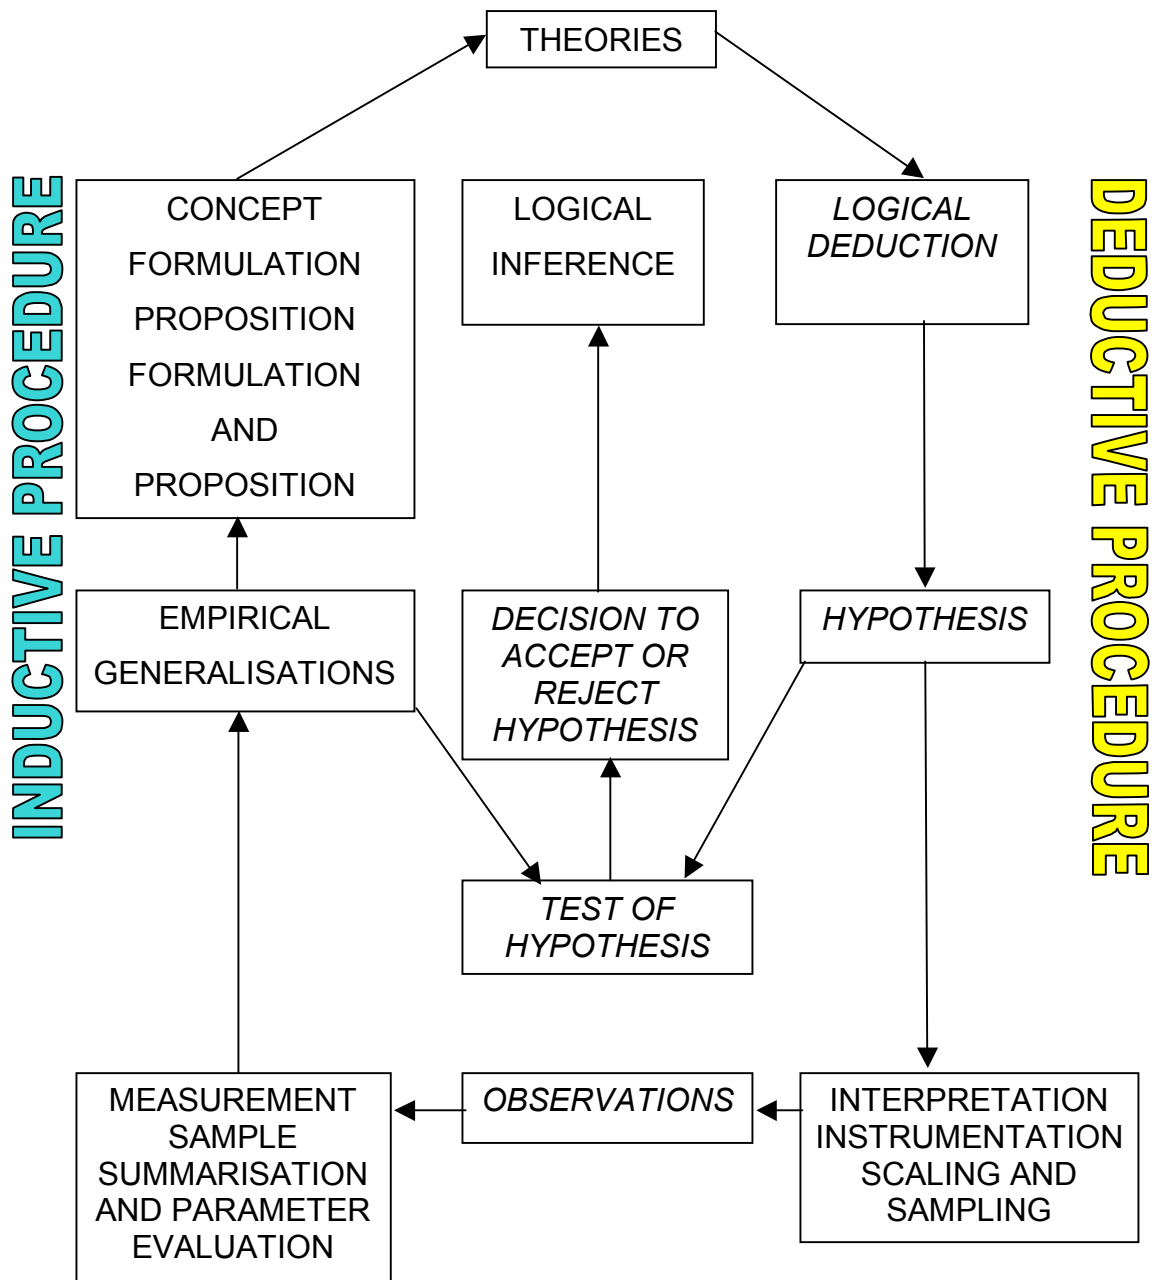 THEORIES
INDUCTIVE PROCEDURE
CONCEPT
FORMULATION
PROPOSITION
FORMULATION
AND
PROPOSITION
LOGICAL
INFERENCE
LOGICAL
DEDUCTION
DEDUCTIVE PROCEDURE
EMPIRICAL
GENERALISATIONS
DECISION TO
ACCEPT OR
REJECT
HYPOTHESIS
HYPOTHESIS
TEST OF
HYPOTHESIS
MEASUREMENT
SAMPLE
SUMMARISATION
AND PARAMETER
EVALUATION
OBSERVATIONS
INTERPRETATION
INSTRUMENTATION
SCALING AND
SAMPLING